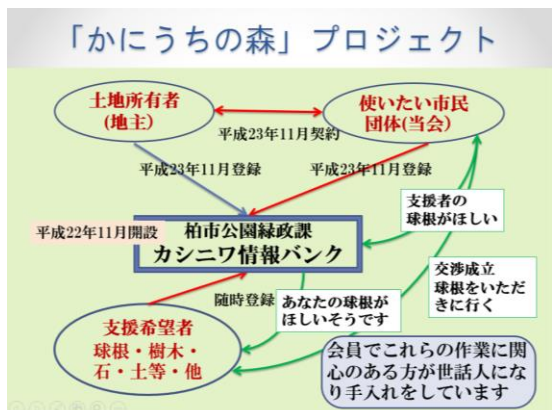 「かにうちの森」プロジェクト
土地所有者
(地主)
使いたい市民
団体(当会)
平成23年11月契約
平成23年11月登録
平成23年11月登録
支援者の
球根がほしい
平成22年11月開設
柏市公園緑政課
カシニワ情報バンク
交渉成立
球根をいただ
きに行く
随時登録
あなたの球根が
ほしいそうです
支援希望者
球根・樹木・
石・土等・他
会員でこれらの作業に関
心のある方が世話人にな
り手入れをしています